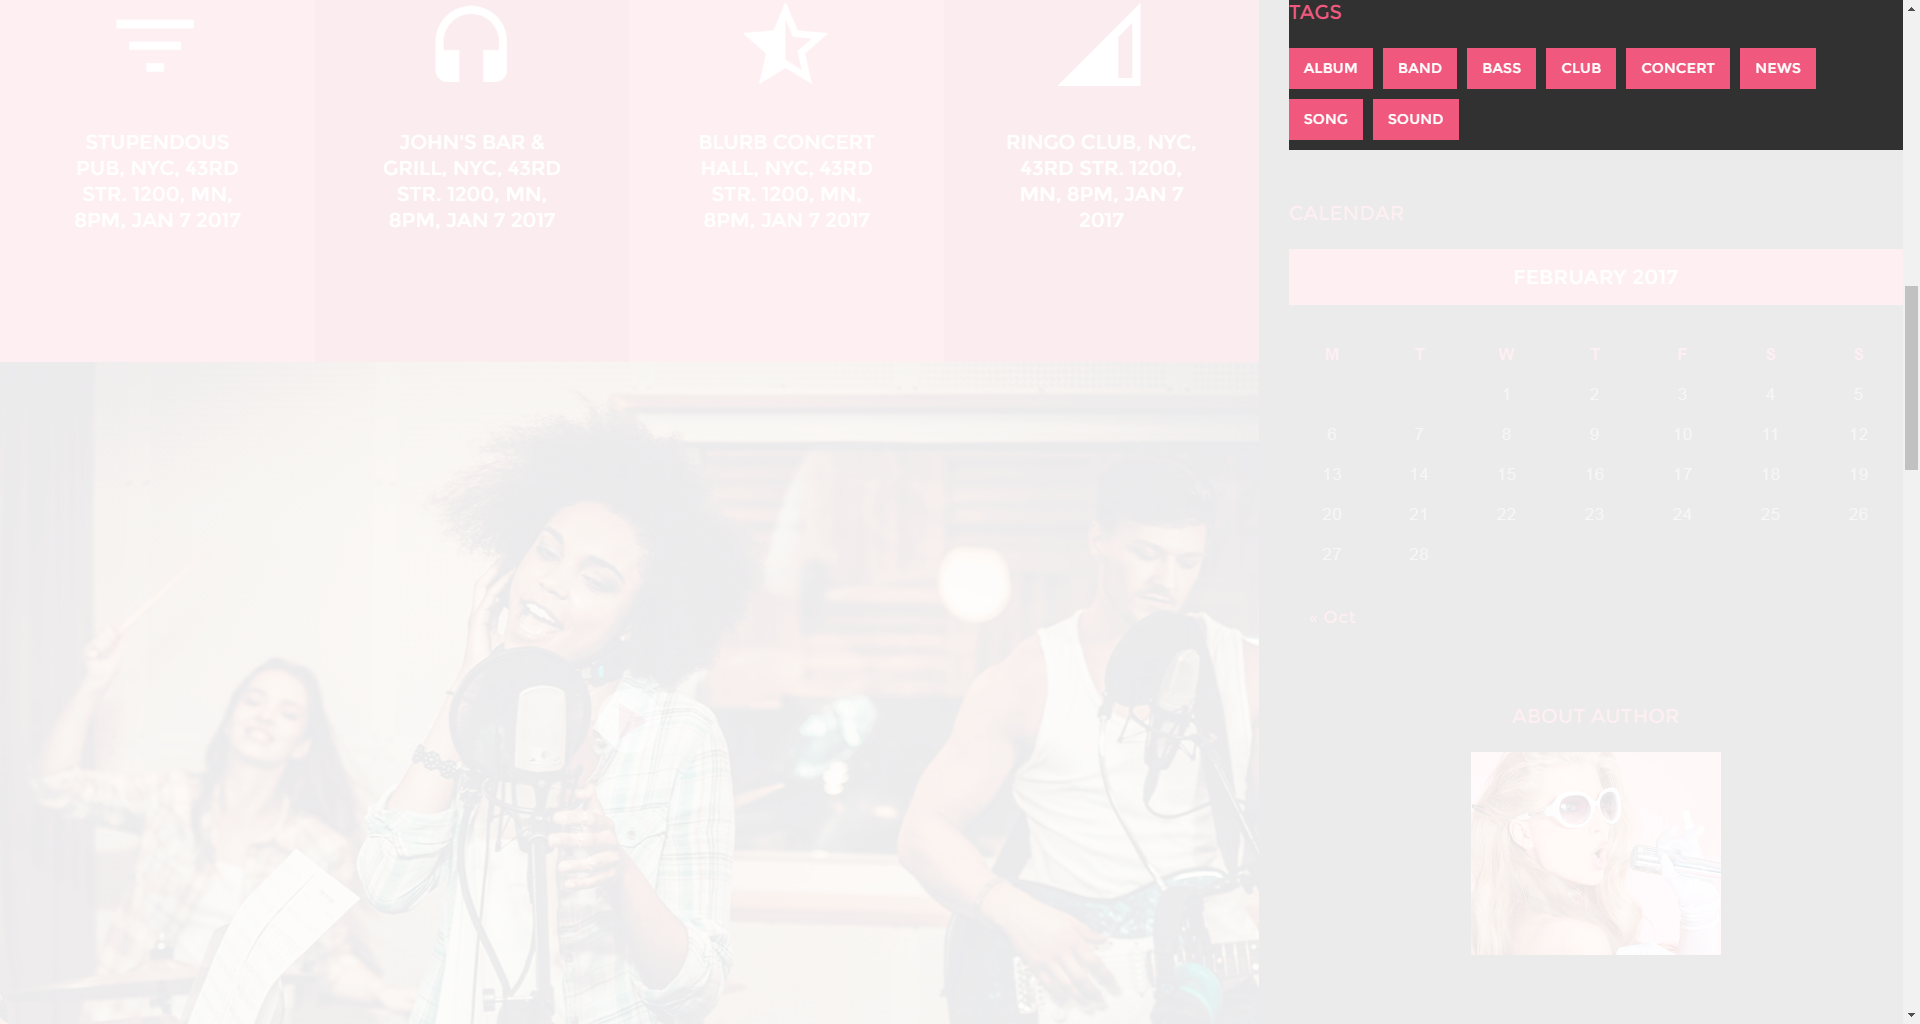 STUPENDOUS
PUB, NYC, 43RD
STR. 1200, MN,
8PM, JAN 7 2017
JOHN'S BAR &
GRILL, NYC, 43RD
STR. 1200, MN,
8PM, JAN 7 2017
BLURB CONCERT
HALL, NYC, 43RD
STR. 1200, MN,
8PM, JAN 7 2017
RINGO CLUB, NYC,
43RD STR. 1200,
MN, 8PM, JAN 7
2017
TAGS
ALBUM BAND BASS CLUB CONCERT NEWS
SONG SOUND
CALENDAR
FEBRUARY 2017
M T W T F S S
1 2 3 4 5
6 7 8 9 10 11 12
13 14 15 16 17 18 19
20 21 22 23 24 25 26
27 28
« Oct
ABOUT AUTHOR